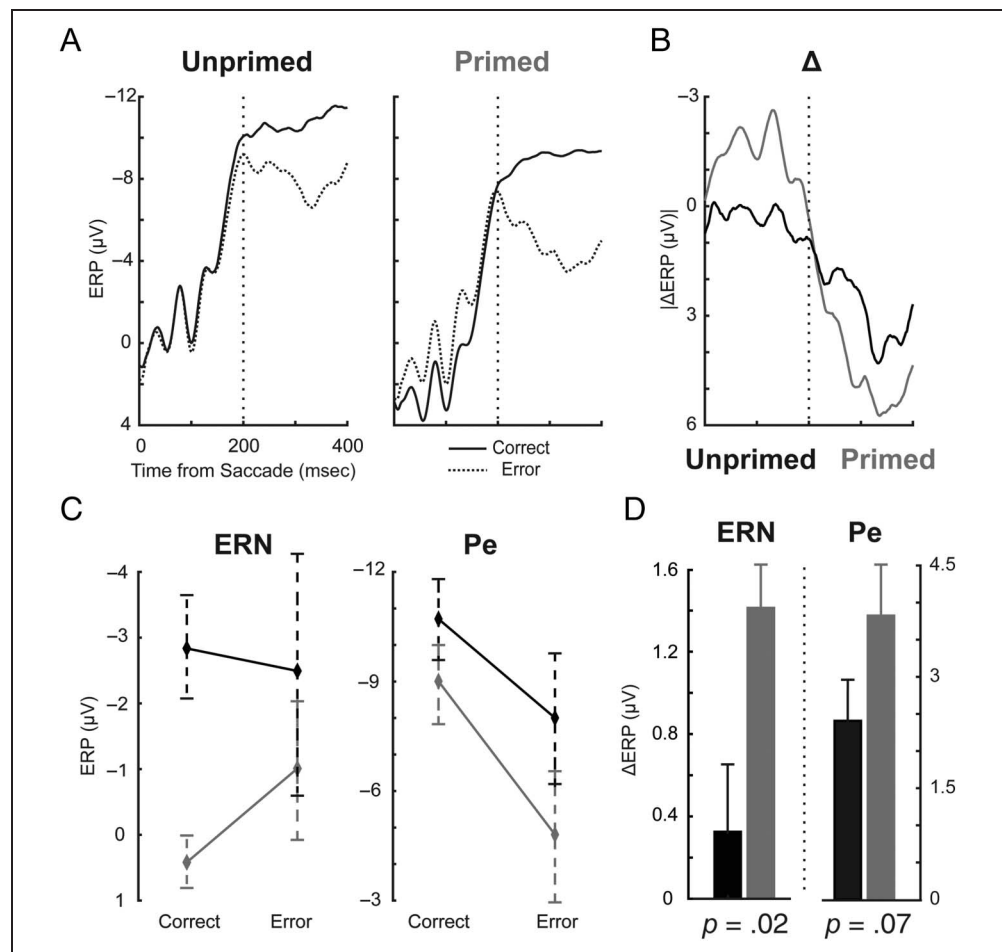 A
B
Unprimed
Primed
Δ
−12
−8
−4
0
4
ERP (μV)
0
200
400
Time from Saccade (msec)
Correct
Error
−3
0
3
6
|ΔERP (μV)|
Unprimed
Primed
C
D
ERN
Pe
−4
−3
−2
−1
0
1
ERP (μV)
Correct
Error
−12
−9
−6
−3
Correct
Error
ERN
Pe
1.6
1.2
0.8
0.4
0
ΔERP (μV)
4.5
3
1.5
0
p = .02
p = .07